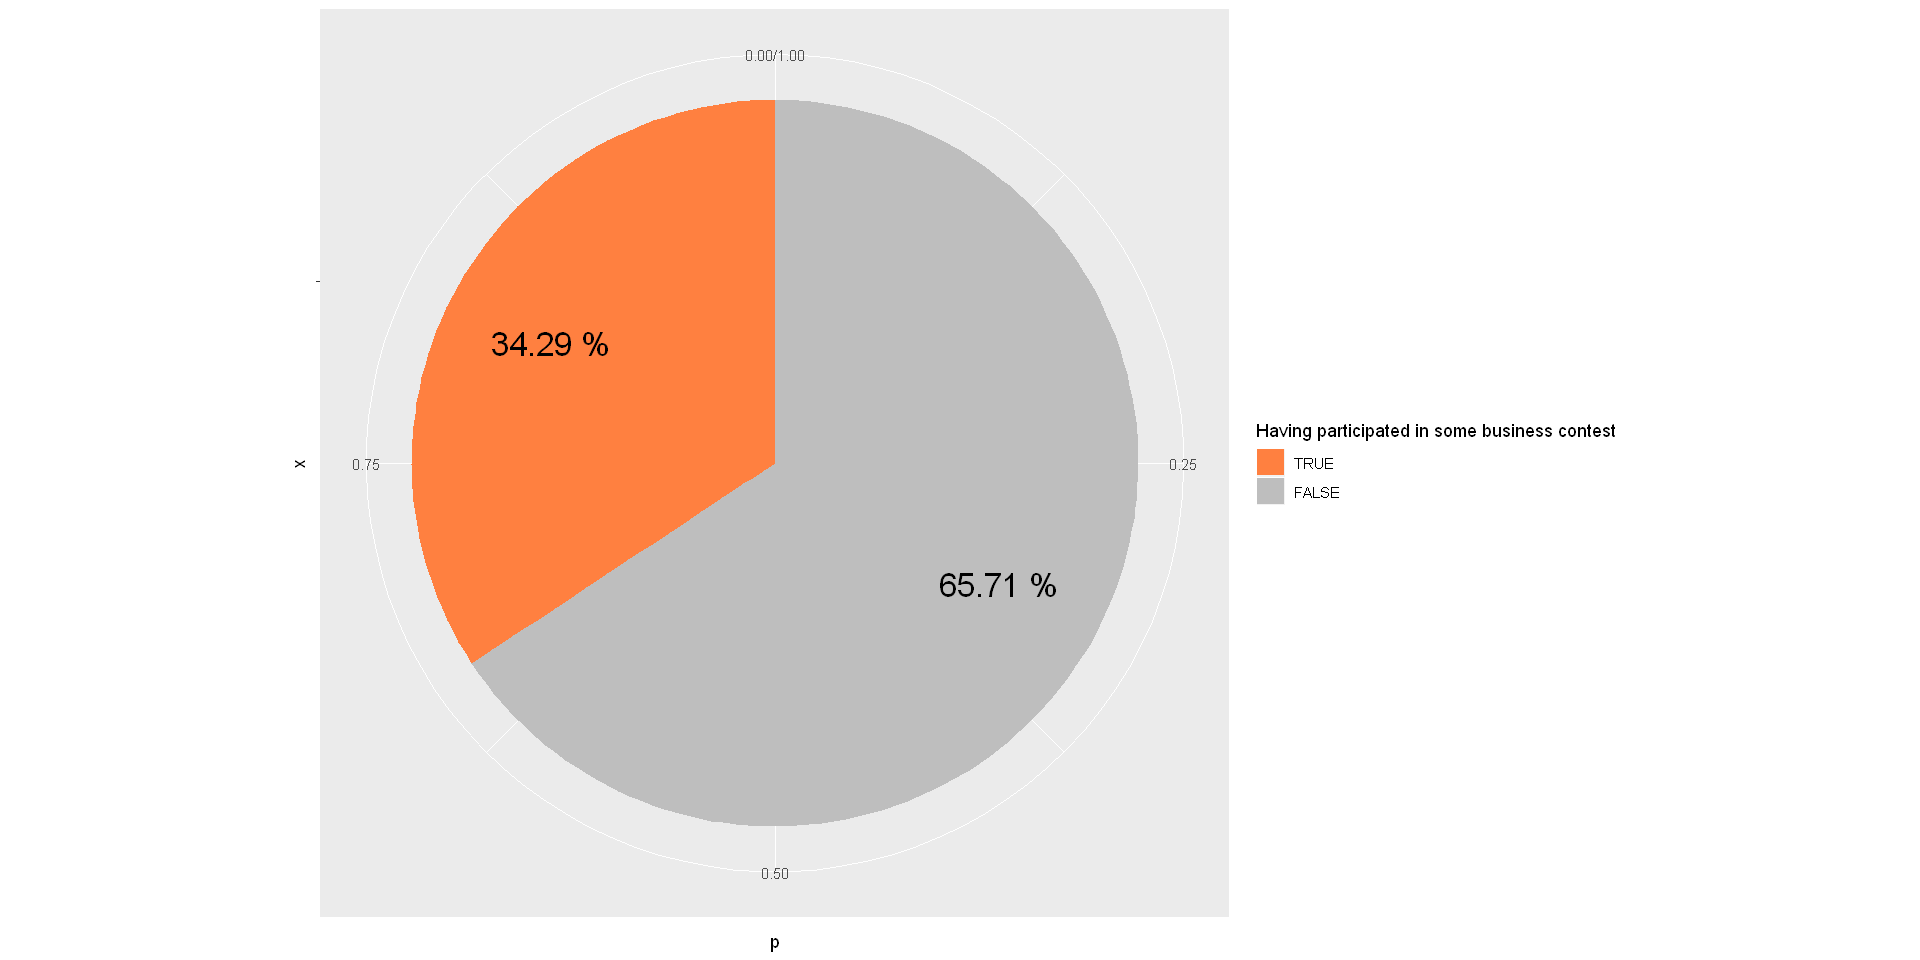 0.00/1.00
34.29 %
Having participated in some business contest
x
0.75
0.25
TRUE
FALSE
65.71 %
0.50
p